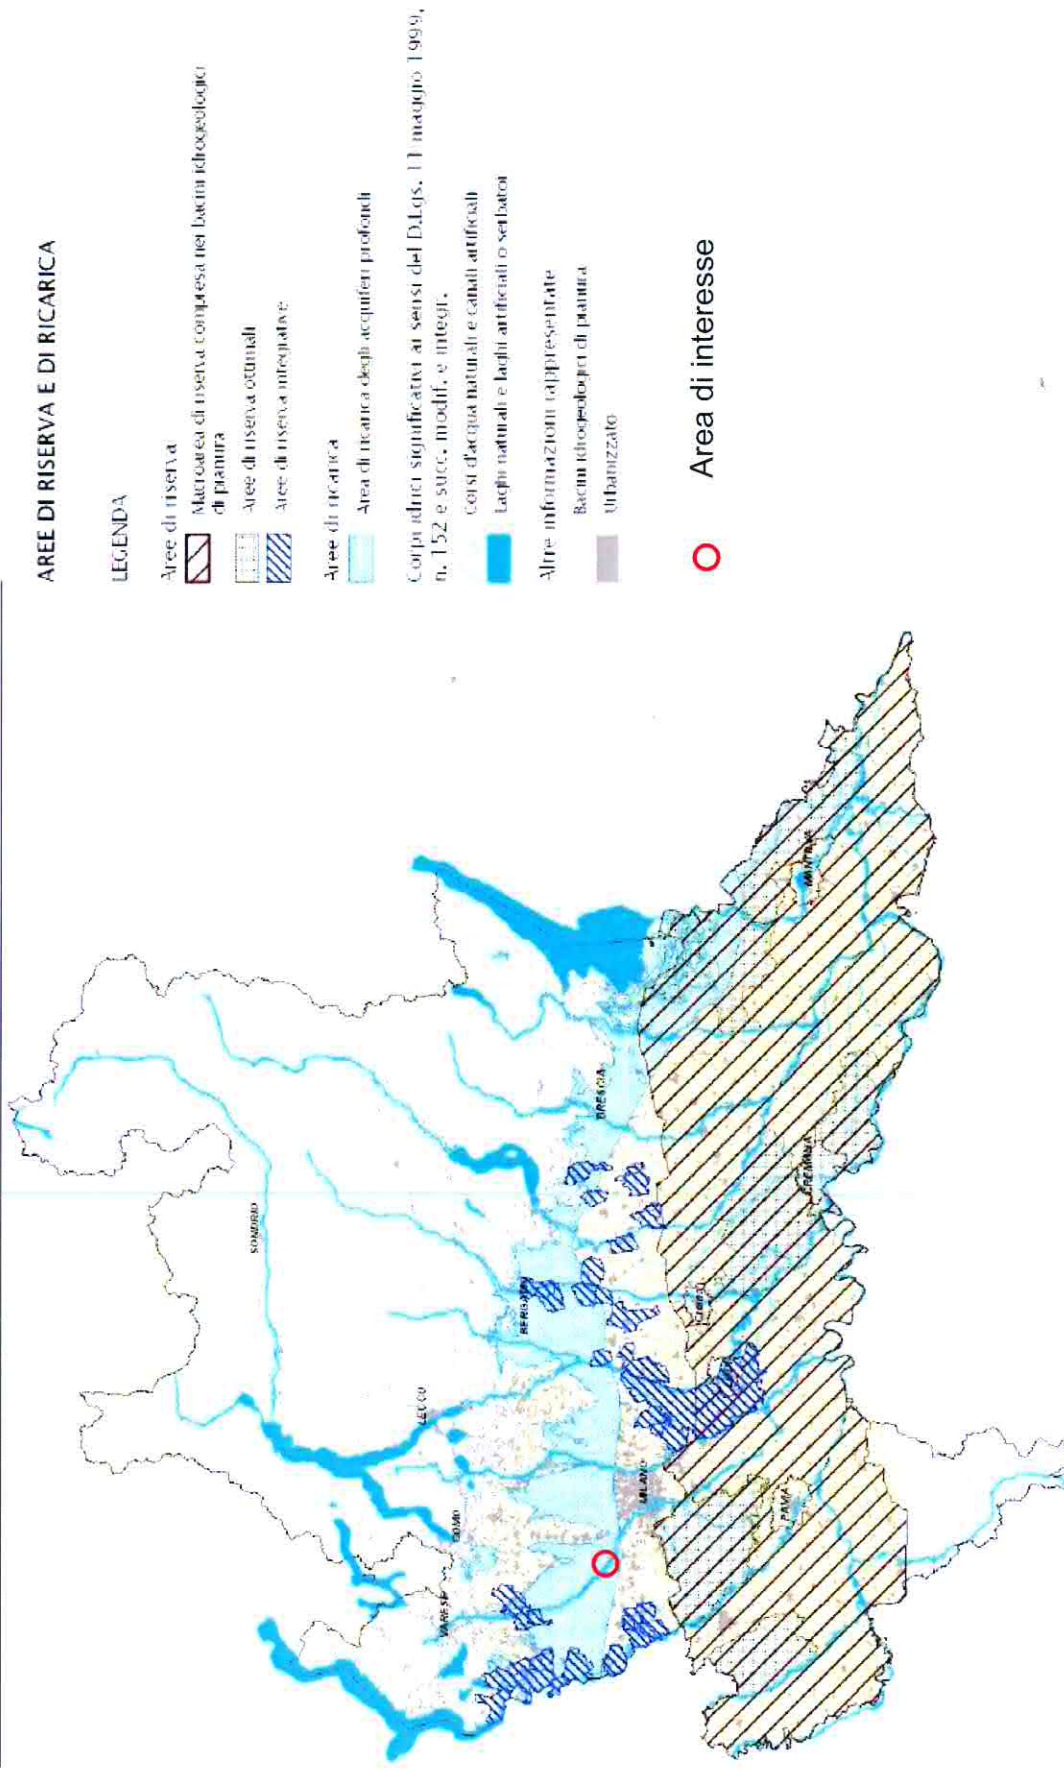 AREE DI RISERVA E DI RICARICA
LEGENDA
Aree di riserva
Macroarea di riserva compresa nei bacini idrogeologici
di pianura
Aree di riserva ottimali
Aree di riserva integrative
Aree di ricarica
Area di ricarica degli acquiferi profondi
Corpi idrici significativi ai sensi del D.Lgs. 11 maggio 1999,
n. 152 e succ. modif. e integr.
Corsi d'acqua naturali e canali artificiali
Laghi naturali e laghi artificiali o serbatoi
Altre informazioni rappresentate
Bacini idrogeologici di pianura
Urbanizzato
Area di interesse
SONDRIO
LECCO
COMO
VARESE
BERGAMO
BRESCIA
MILANO
CREMONA
MANTOVA